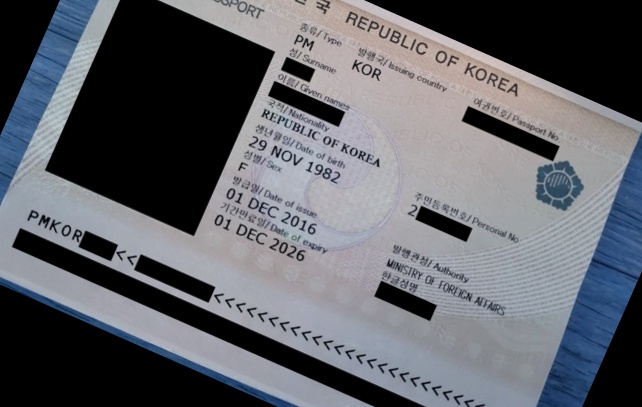 SPORT
국 REPUBLIC OF KOREA
종류/Type 발행국/Issuing country 여권번호/Passport No
PM KOR
성/Surname
이름/Given names
국적/Nationality
REPUBLIC OF KOREA
생년월일/Date of birth
29 NOV 1982
성별/Sex 주민등록번호/Personal No
F 2
발급일/Date of issue 발행관청/Authority
01 DEC 2016 MINISTRY OF FOREIGN AFFAIRS
기간만료일/Date of expiry 한글성명
01 DEC 2026
PMKOR <<